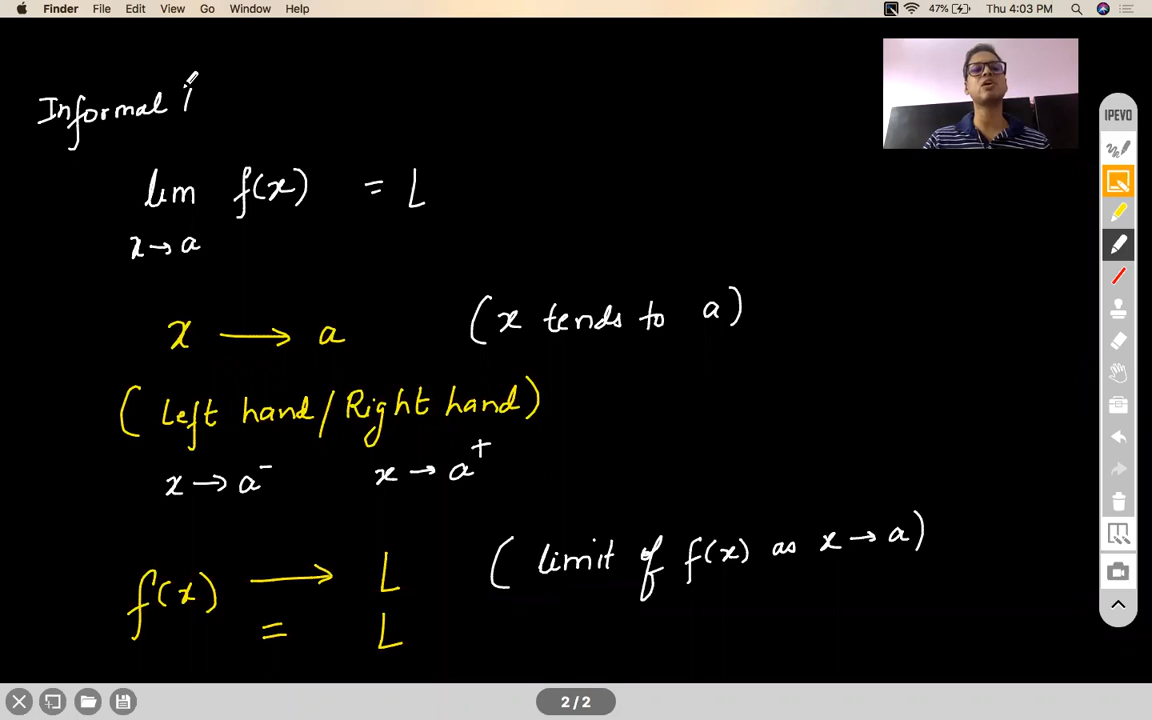 Finder File Edit View Go Window Help 47% Thu 4:03 PM
IPEVO
Informal i
lim f(x) = L
x→a
x → a (x tends to a)
(Left hand/Right hand)
x→a⁻ x→a⁺
f(x) → L (limit of f(x) as x→a)
= L
2/2